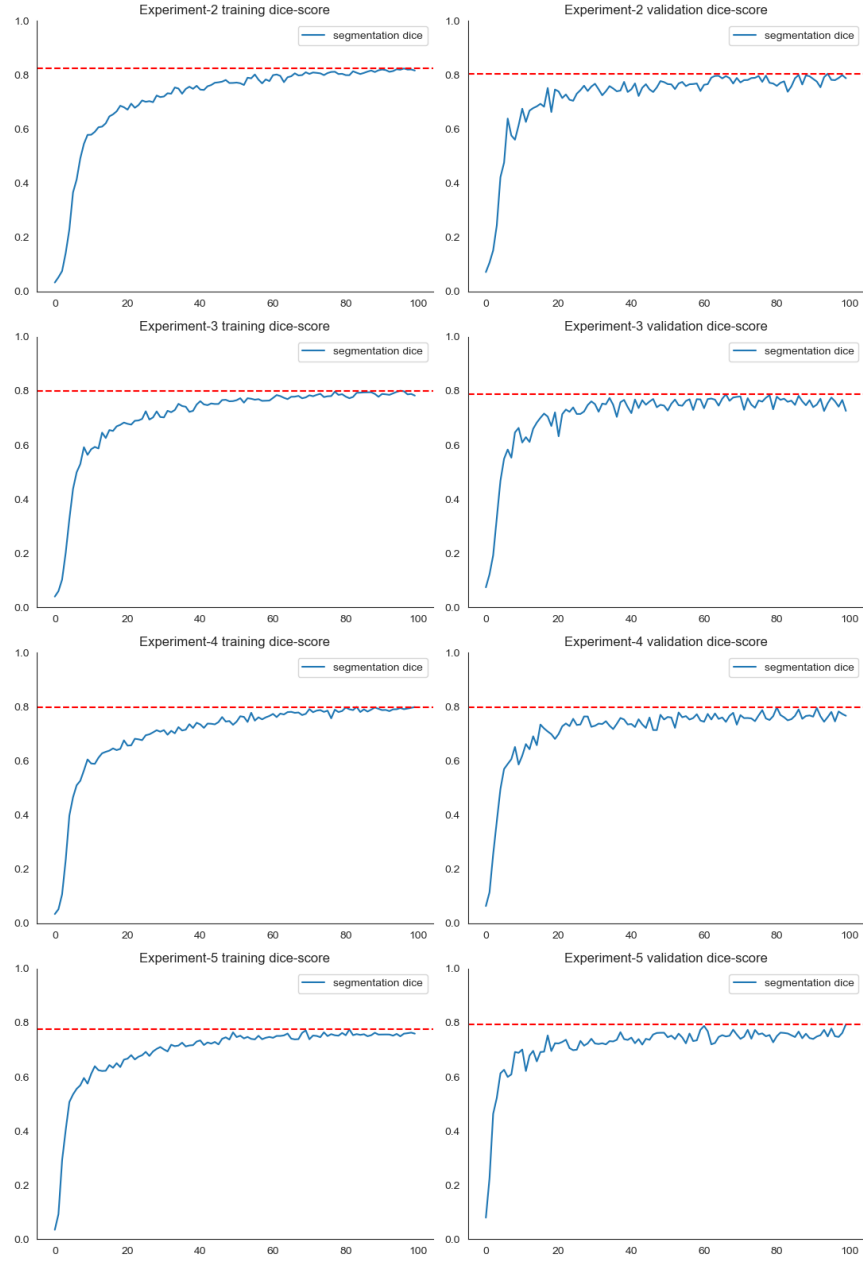 Experiment-2 training dice-score
segmentation dice
1.0
0.8
0.6
0.4
0.2
0.0
0 20 40 60 80 100
Experiment-2 validation dice-score
segmentation dice
1.0
0.8
0.6
0.4
0.2
0.0
0 20 40 60 80 100
Experiment-3 training dice-score
segmentation dice
1.0
0.8
0.6
0.4
0.2
0.0
0 20 40 60 80 100
Experiment-3 validation dice-score
segmentation dice
1.0
0.8
0.6
0.4
0.2
0.0
0 20 40 60 80 100
Experiment-4 training dice-score
segmentation dice
1.0
0.8
0.6
0.4
0.2
0.0
0 20 40 60 80 100
Experiment-4 validation dice-score
segmentation dice
1.0
0.8
0.6
0.4
0.2
0.0
0 20 40 60 80 100
Experiment-5 training dice-score
segmentation dice
1.0
0.8
0.6
0.4
0.2
0.0
0 20 40 60 80 100
Experiment-5 validation dice-score
segmentation dice
1.0
0.8
0.6
0.4
0.2
0.0
0 20 40 60 80 100